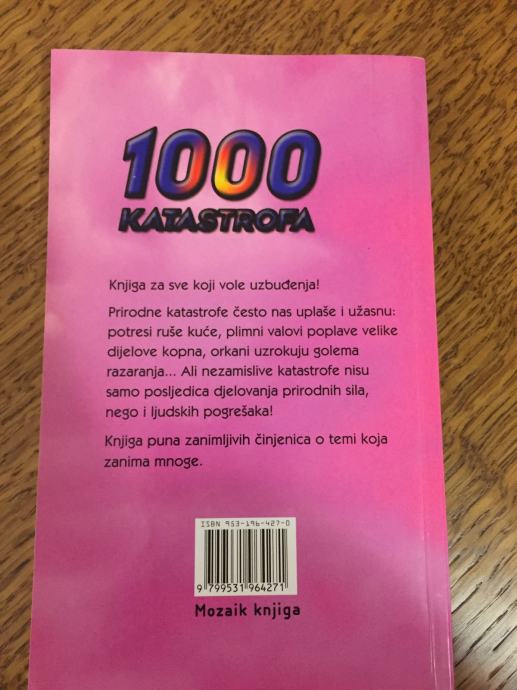 1000
KATASTROFA
Knjiga za sve koji vole uzbuđenja!
Prirodne katastrofe često nas uplaše i užasnu:
potresi ruše kuće, plimni valovi poplave velike
dijelove kopna, orkani uzrokuju golema
razaranja... Ali nezamislive katastrofe nisu
samo posljedica djelovanja prirodnih sila,
nego i ljudskih pogrešaka!
Knjiga puna zanimljivih činjenica o temi koja
zanima mnoge.
ISBN 953-196-427-0
9 799531 964271
Mozaik knjiga